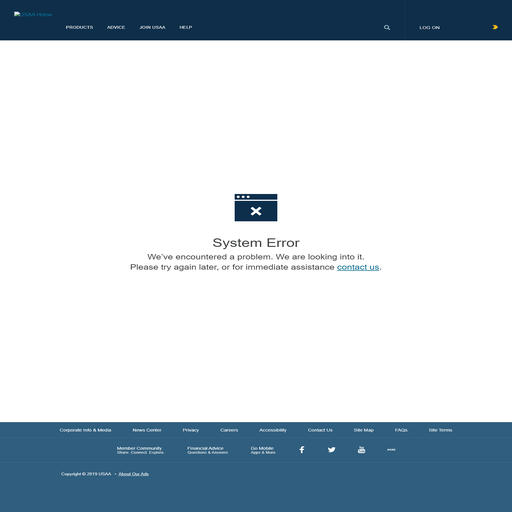 USAA Home
PRODUCTS ADVICE JOIN USAA HELP LOG ON
System Error
We've encountered a problem. We are looking into it.
Please try again later, or for immediate assistance contact us.
Corporate Info & Media News Center Privacy Careers Accessibility Contact Us Site Map FAQs Site Terms
Member Community Financial Advice Go Mobile
Share. Connect. Explore. Questions & Answers Apps & More
Copyright © 2019 USAA • About Our Ads